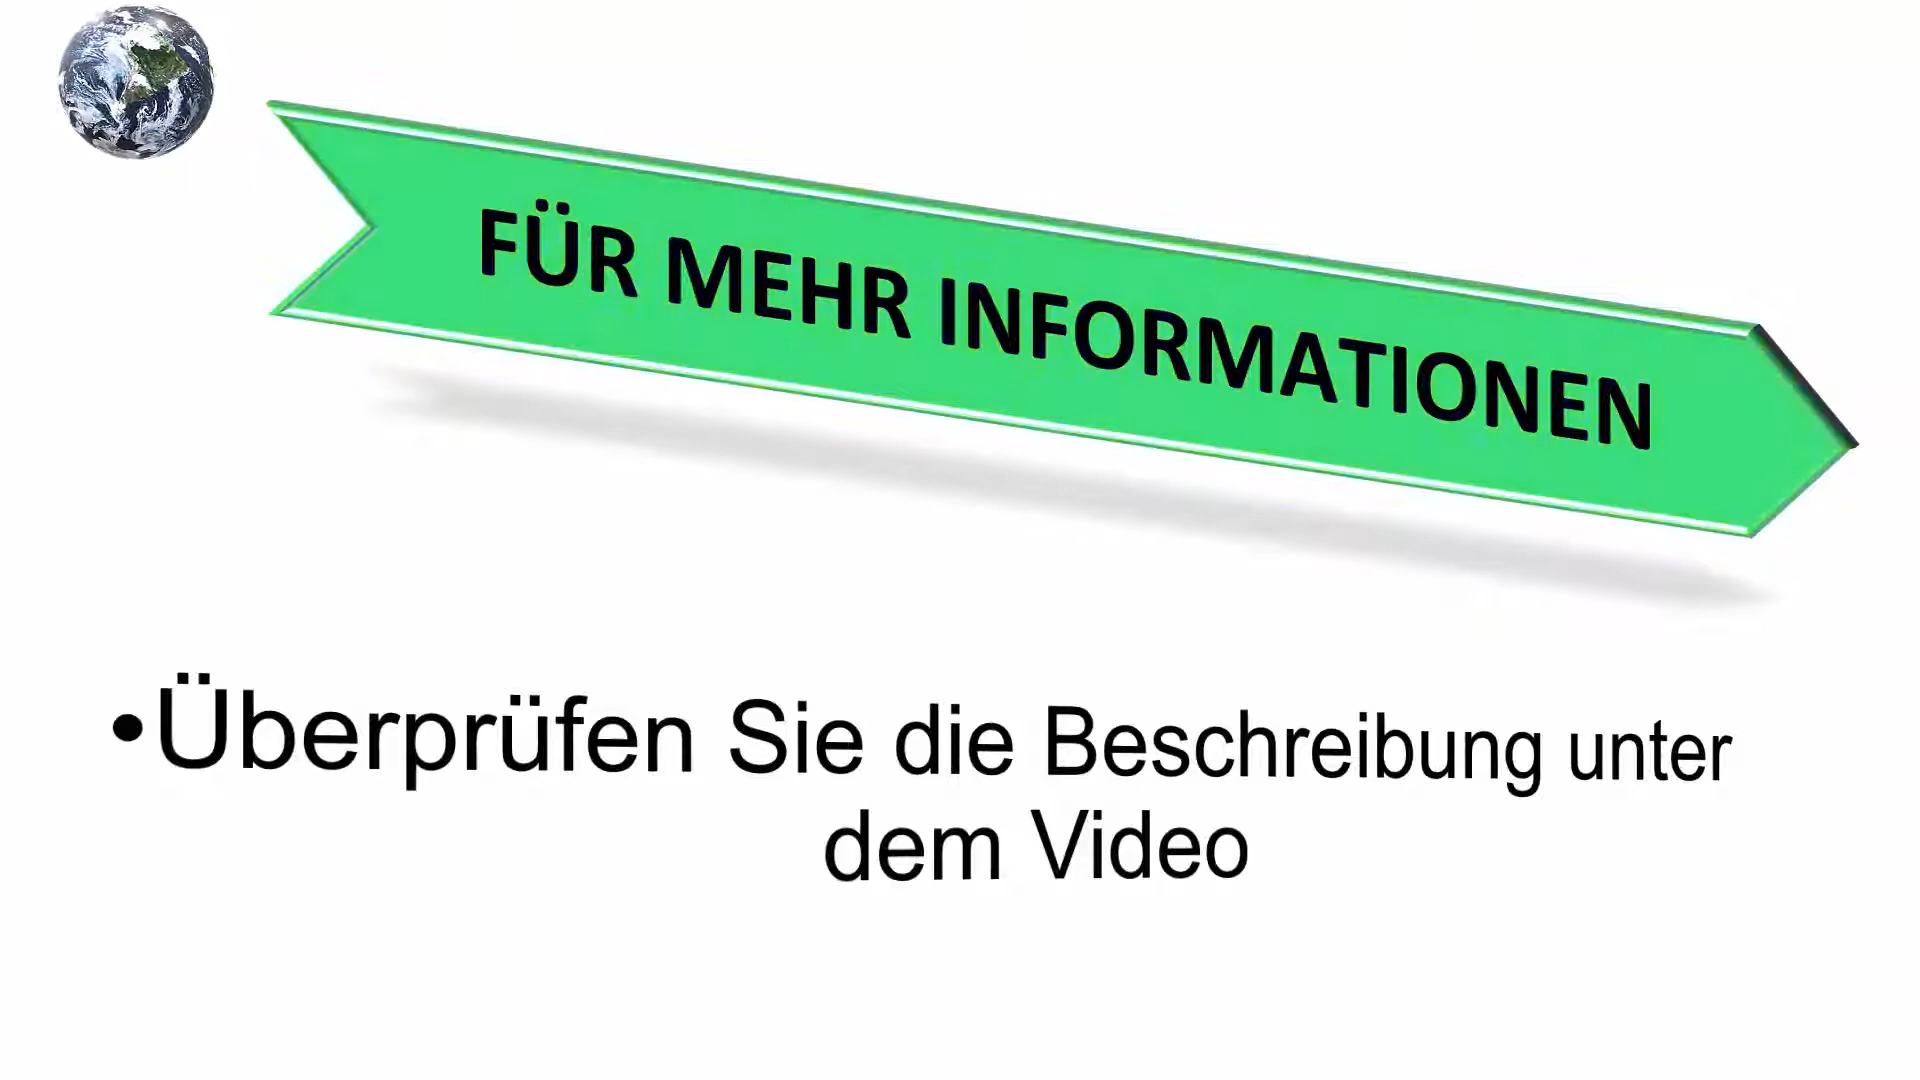 FÜR MEHR INFORMATIONEN
•Überprüfen Sie die Beschreibung unter
dem Video